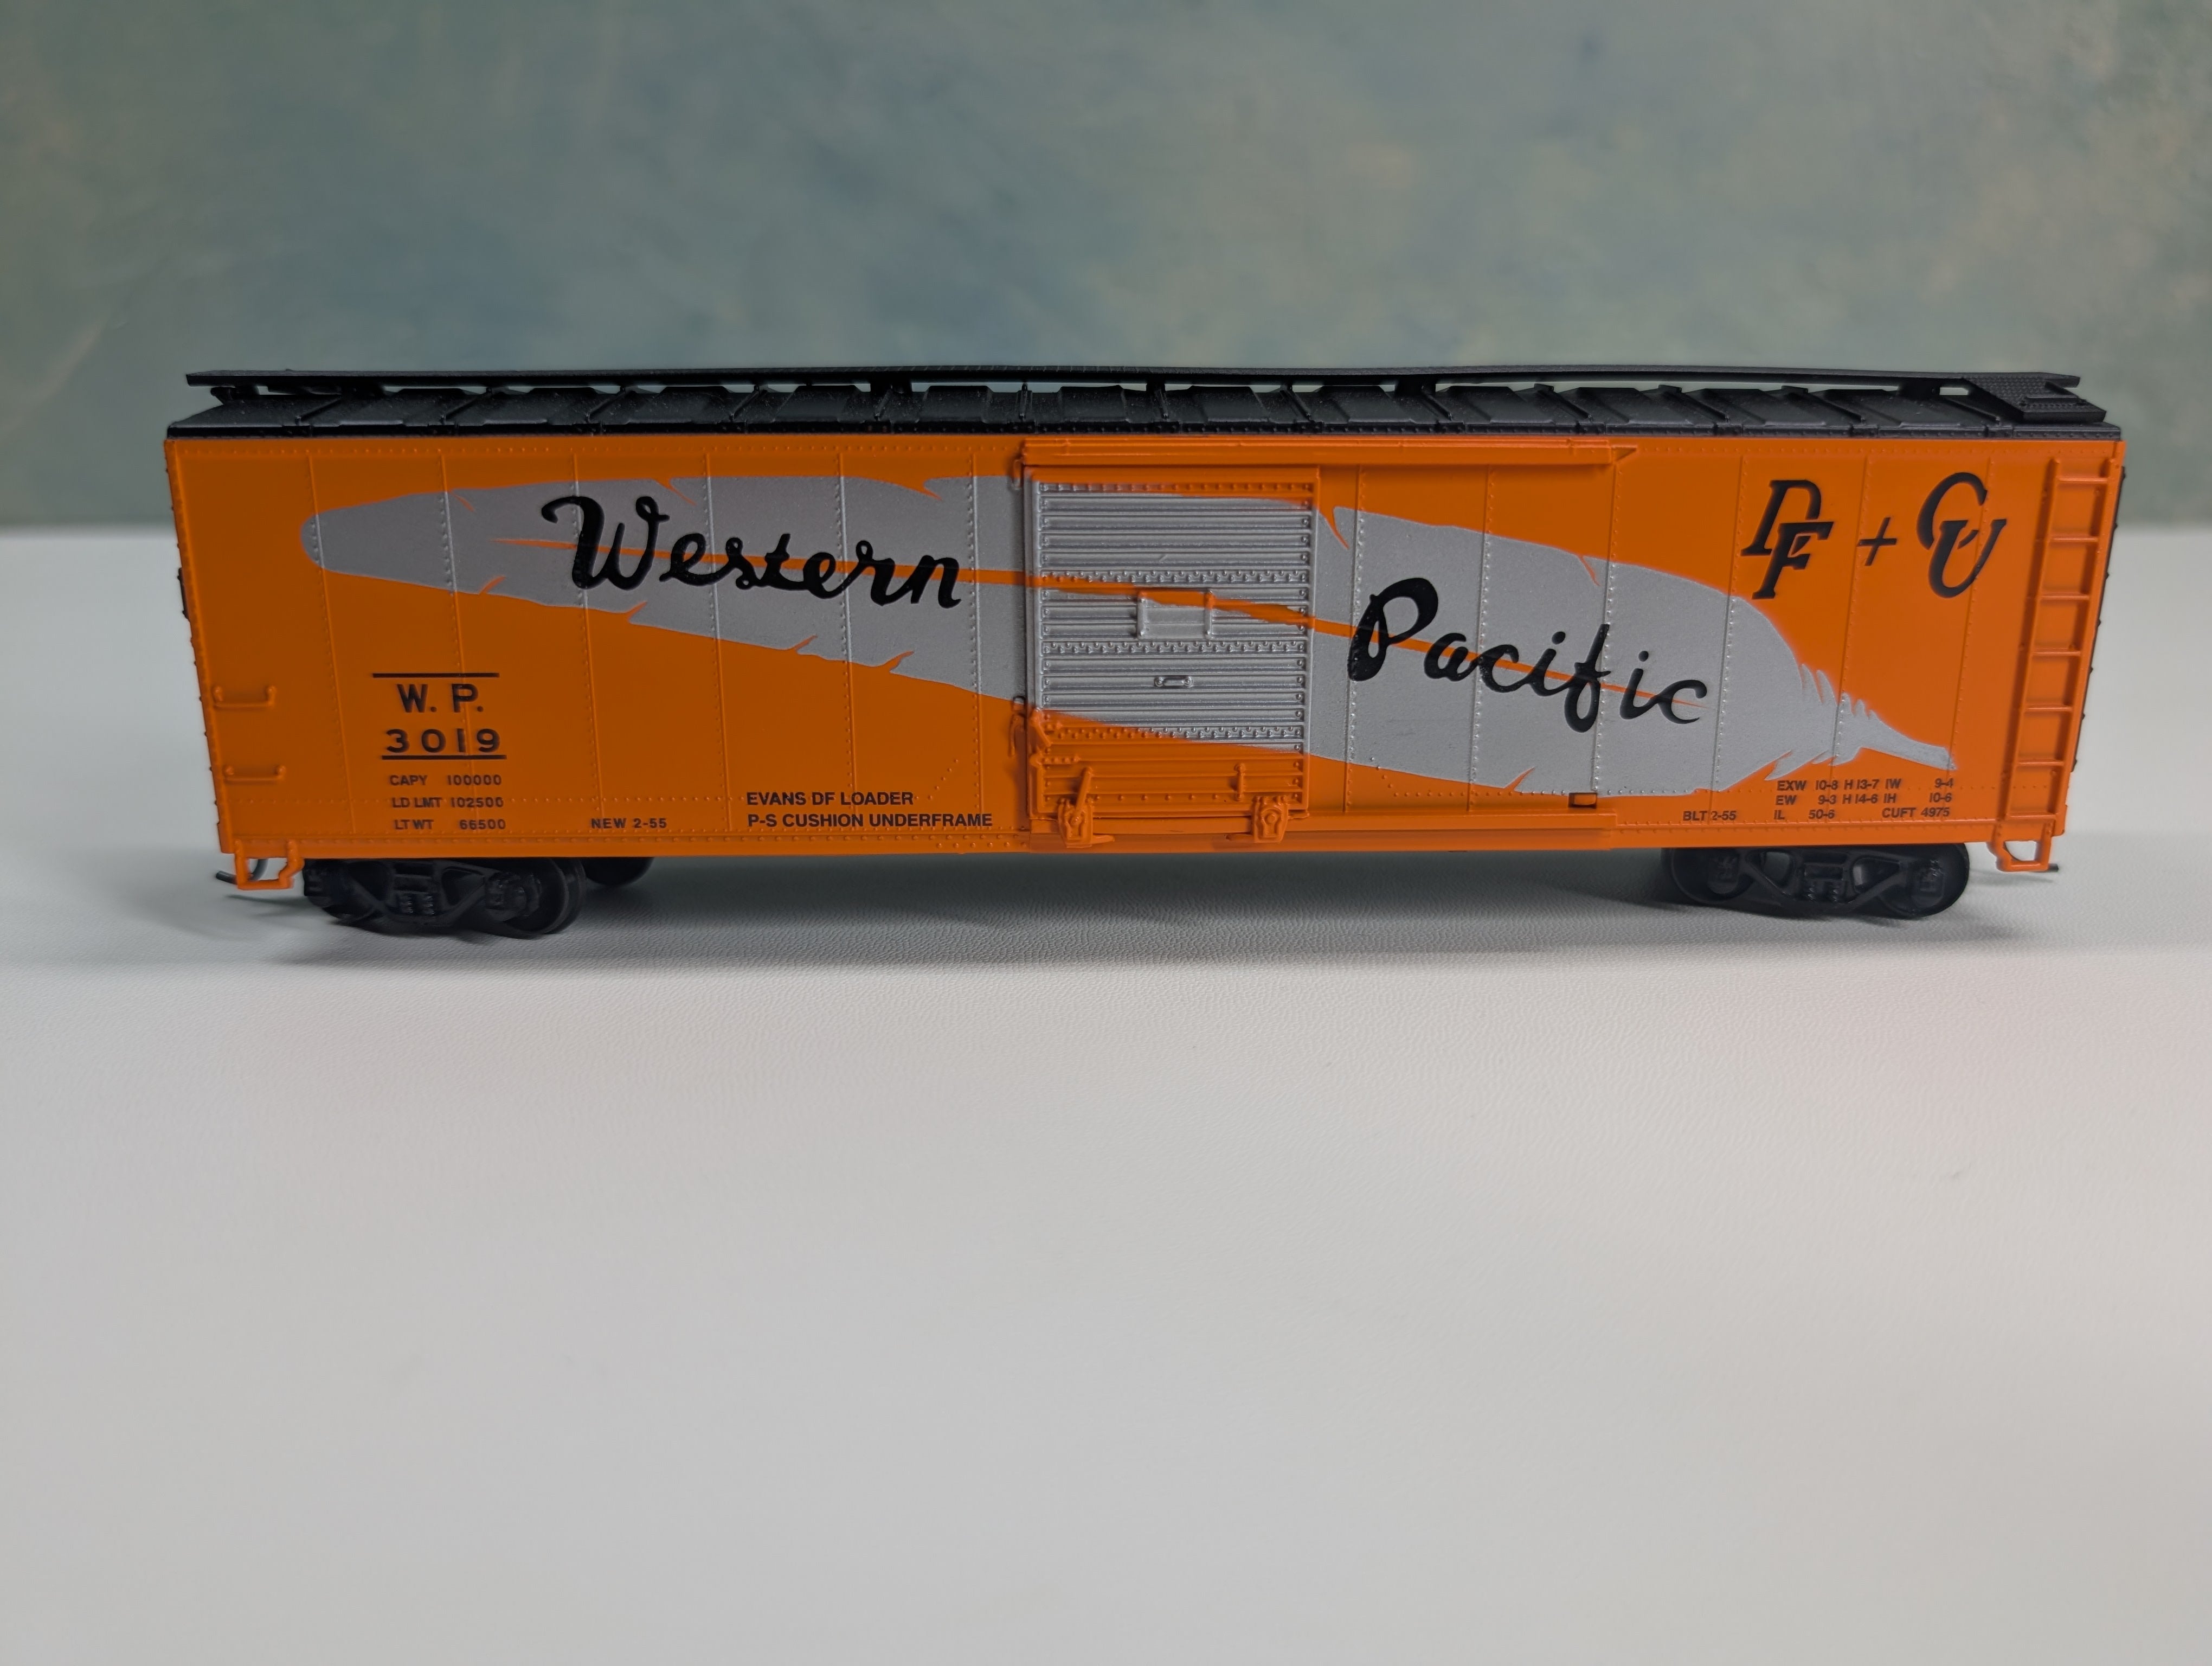 Western
Pacific
DF + CU
W. P.
3019
CAPY 100000
LD LMT 102500
LT WT 66500
NEW 2-55
EVANS DF LOADER
P-S CUSHION UNDERFRAME
BLT 2-55
EXW 10-8 H 13-7 IW 9-4
EW 9-3 H 14-6 IH 10-6
IL 50-6 CUFT 4975